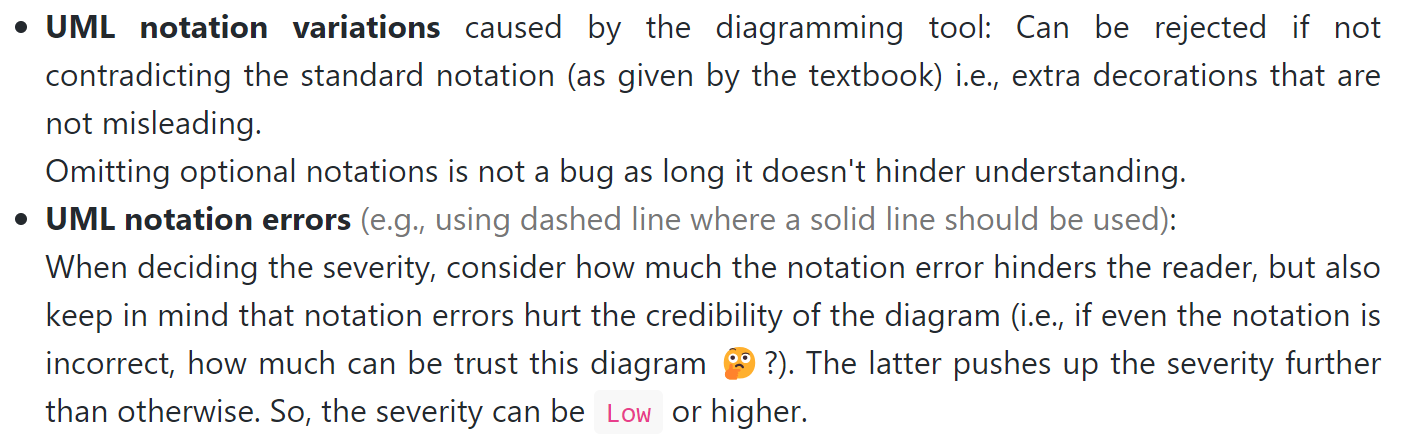 • UML notation variations caused by the diagramming tool: Can be rejected if not
contradicting the standard notation (as given by the textbook) i.e., extra decorations that are
not misleading.
Omitting optional notations is not a bug as long it doesn't hinder understanding.
• UML notation errors (e.g., using dashed line where a solid line should be used):
When deciding the severity, consider how much the notation error hinders the reader, but also
keep in mind that notation errors hurt the credibility of the diagram (i.e., if even the notation is
incorrect, how much can be trust this diagram 🤔 ?). The latter pushes up the severity further
than otherwise. So, the severity can be Low or higher.